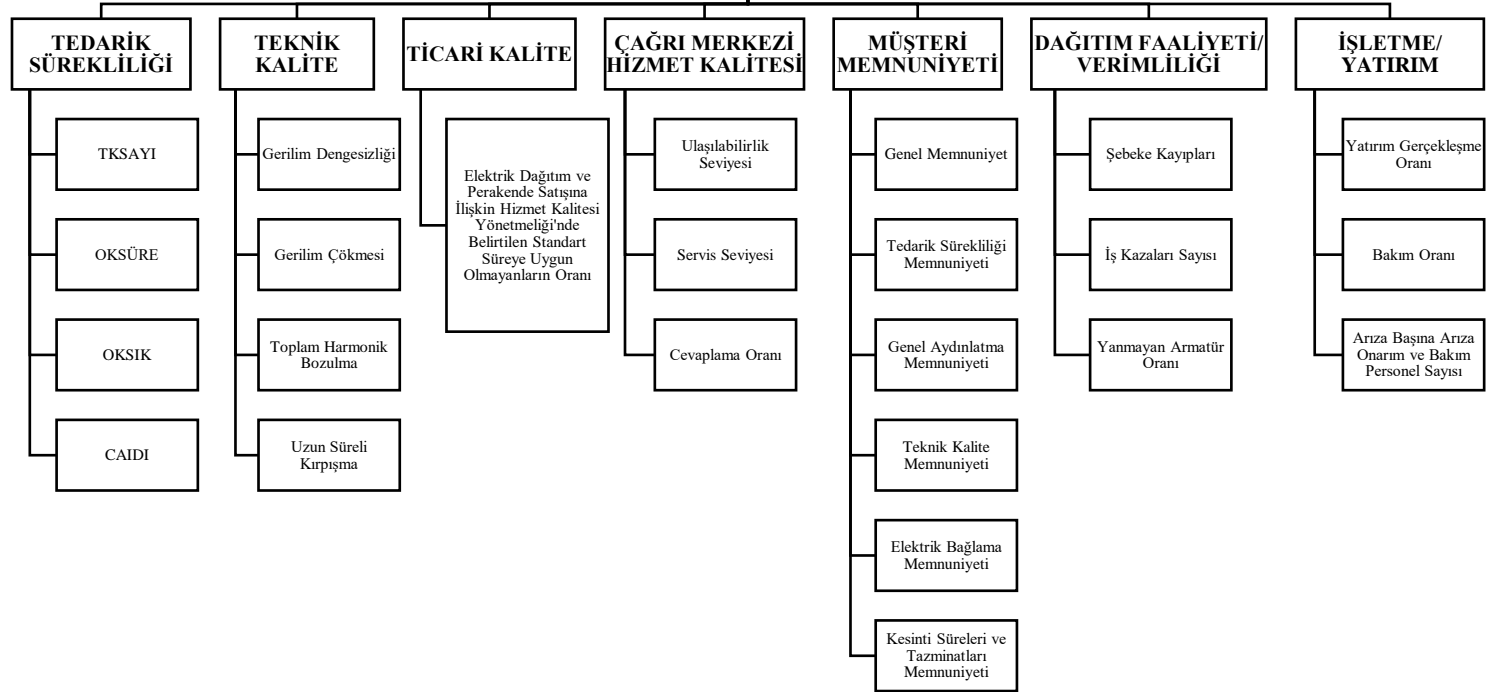 TEDARİK
SÜREKLİLİĞİ
TKSAYI
OKSÜRE
OKSIK
CAIDI
TEKNİK
KALİTE
Gerilim Dengesizliği
Gerilim Çökmesi
Toplam Harmonik
Bozulma
Uzun Süreli
Kırpışma
TİCARİ KALİTE
Elektrik Dağıtım ve
Perakende Satışına
İlişkin Hizmet Kalitesi
Yönetmeliği'nde
Belirtilen Standart
Süreye Uygun
Olmayanların Oranı
ÇAĞRI MERKEZİ
HİZMET KALİTESİ
Ulaşılabilirlik
Seviyesi
Servis Seviyesi
Cevaplama Oranı
MÜŞTERİ
MEMNUNİYETİ
Genel Memnuniyet
Tedarik Sürekliliği
Memnuniyeti
Genel Aydınlatma
Memnuniyeti
Teknik Kalite
Memnuniyeti
Elektrik Bağlama
Memnuniyeti
Kesinti Süreleri ve
Tazminatları
Memnuniyeti
DAĞITIM FAALİYETİ/
VERİMLİLİĞİ
Şebeke Kayıpları
İş Kazaları Sayısı
Yanmayan Armatür
Oranı
İŞLETME/
YATIRIM
Yatırım Gerçekleşme
Oranı
Bakım Oranı
Arıza Başına Arıza
Onarım ve Bakım
Personel Sayısı